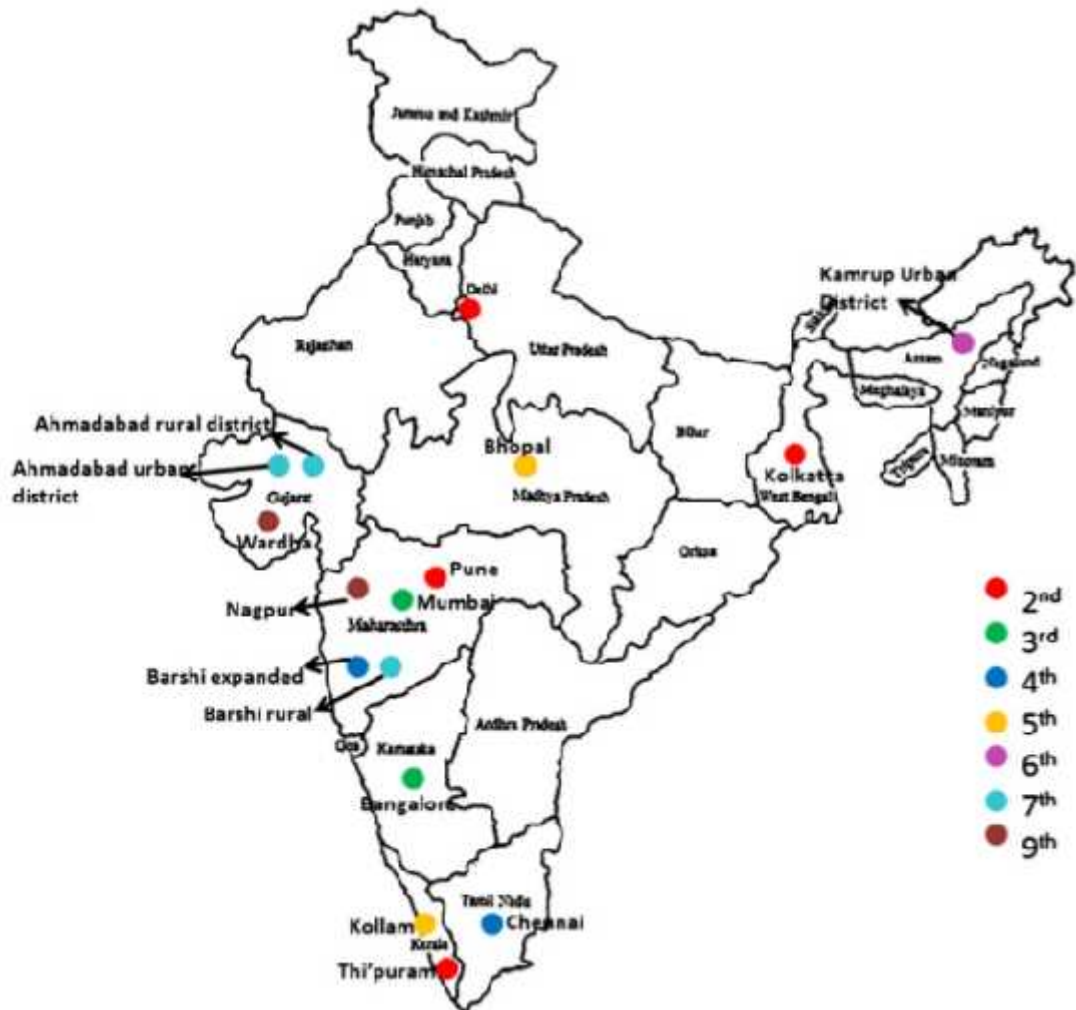 Jammu and Kashmir
Himachal Pradesh
Punjab
Haryana
Delhi
Kamrup Urban
District
Rajasthan
Uttar Pradesh
Assam
Nagaland
Meghalaya
Manipur
Ahmadabad rural district
Bihar
Tripura
Mizoram
Bhopal
Ahmadabad urban
district
Kolkatta
Gujarat
Madhya Pradesh
West Bengal
Wardha
Orissa
Pune
Nagpur
Mumbai
Maharasthra
2nd
3rd
Barshi expanded
4th
Barshi rural
5th
Andhra Pradesh
Goa
Karnataka
6th
Bangalore
7th
9th
Tamil Nadu
Kollam
Chennai
Kerala
Thi'puram